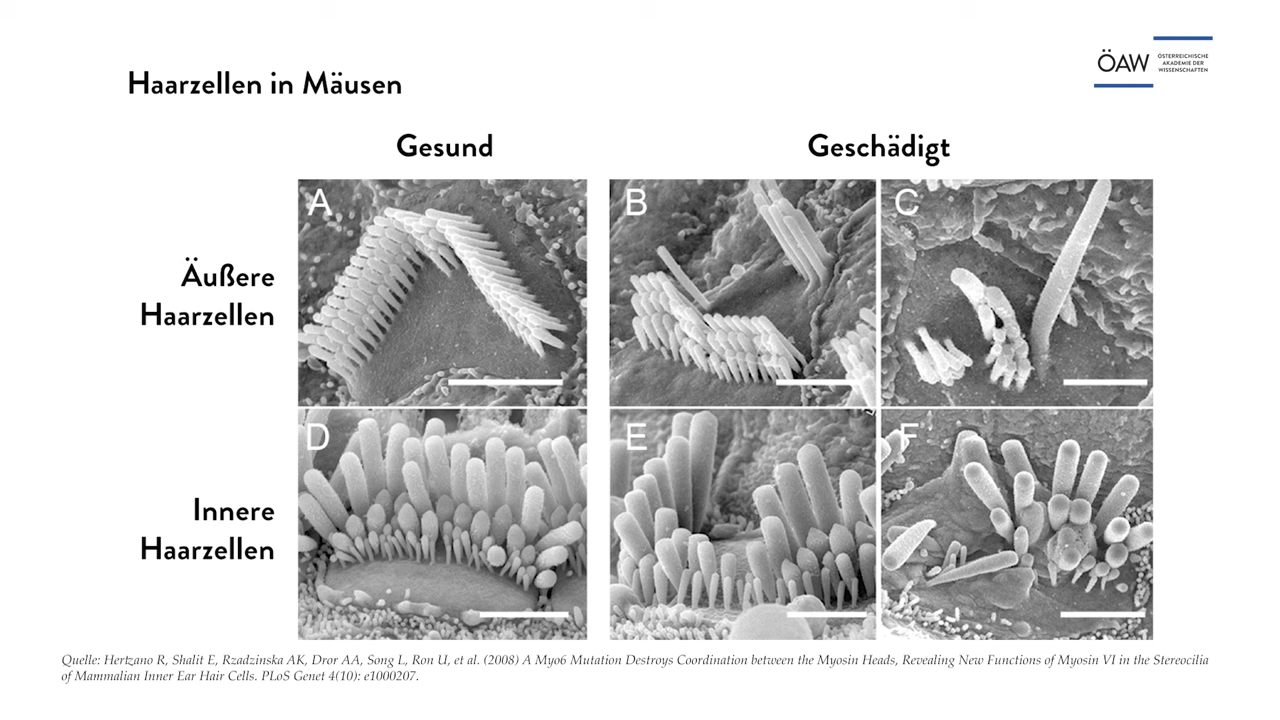 Haarzellen in Mäusen
ÖAW
ÖSTERREICHISCHE
AKADEMIE DER
WISSENSCHAFTEN
Gesund
Geschädigt
Äußere
Haarzellen
A
B
C
Innere
Haarzellen
D
E
F
Quelle: Hertzano R, Shalit E, Rzadzinska AK, Dror AA, Song L, Ron U, et al. (2008) A Myo6 Mutation Destroys Coordination between the Myosin Heads, Revealing New Functions of Myosin VI in the Stereocilia
of Mammalian Inner Ear Hair Cells. PLoS Genet 4(10): e1000207.